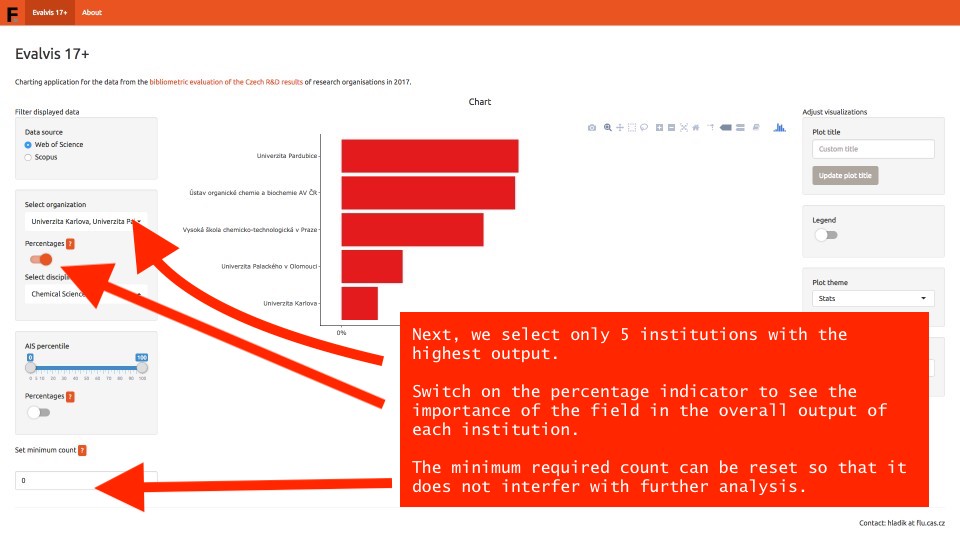 F
Evalvis 17+
About
Evalvis 17+
Charting application for the data from the bibliometric evaluation of the Czech R&D results of research organisations in 2017.
Filter displayed data
Data source
Web of Science
Scopus
Select organization
Univerzita Karlova, Univerzita Pa
Percentages ?
Select discipli
Chemical Science
AIS percentile
0 100
0 5 10 20 30 40 50 60 70 80 90 100
Percentages ?
Set minimum count ?
0
Chart
Univerzita Pardubice
Ústav organické chemie a biochemie AV ČR
Vysoká škola chemicko-technologická v Praze
Univerzita Palackého v Olomouci
Univerzita Karlova
0%
Next, we select only 5 institutions with the
highest output.
Switch on the percentage indicator to see the
importance of the field in the overall output of
each institution.
The minimum required count can be reset so that it
does not interfer with further analysis.
Adjust visualizations
Plot title
Custom title
Update plot title
Legend
Plot theme
Stats
Contact: hladik at flu.cas.cz